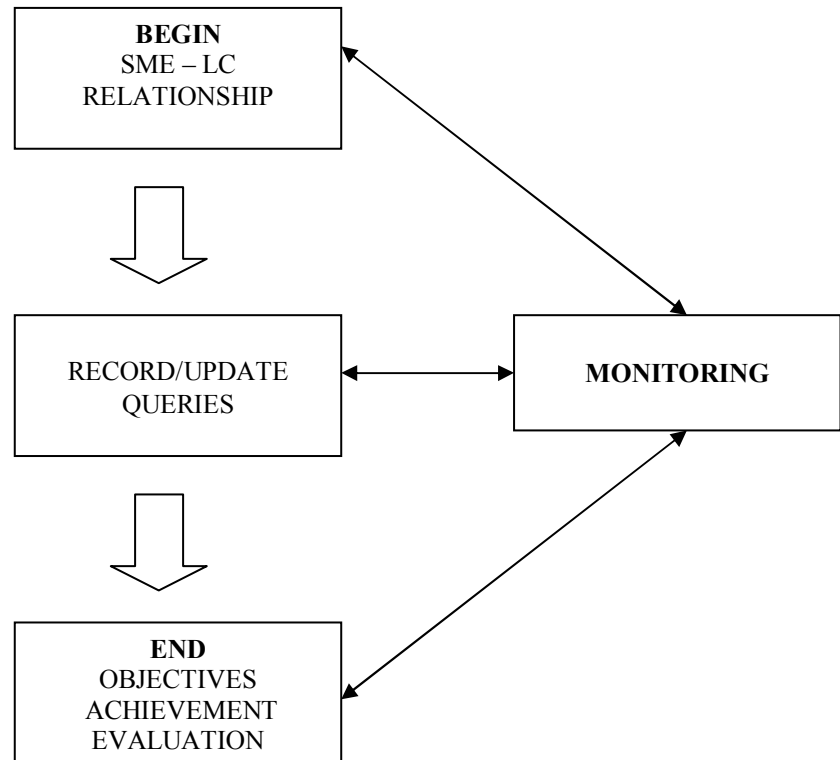 BEGIN
SME – LC
RELATIONSHIP
RECORD/UPDATE
QUERIES
MONITORING
END
OBJECTIVES
ACHIEVEMENT
EVALUATION